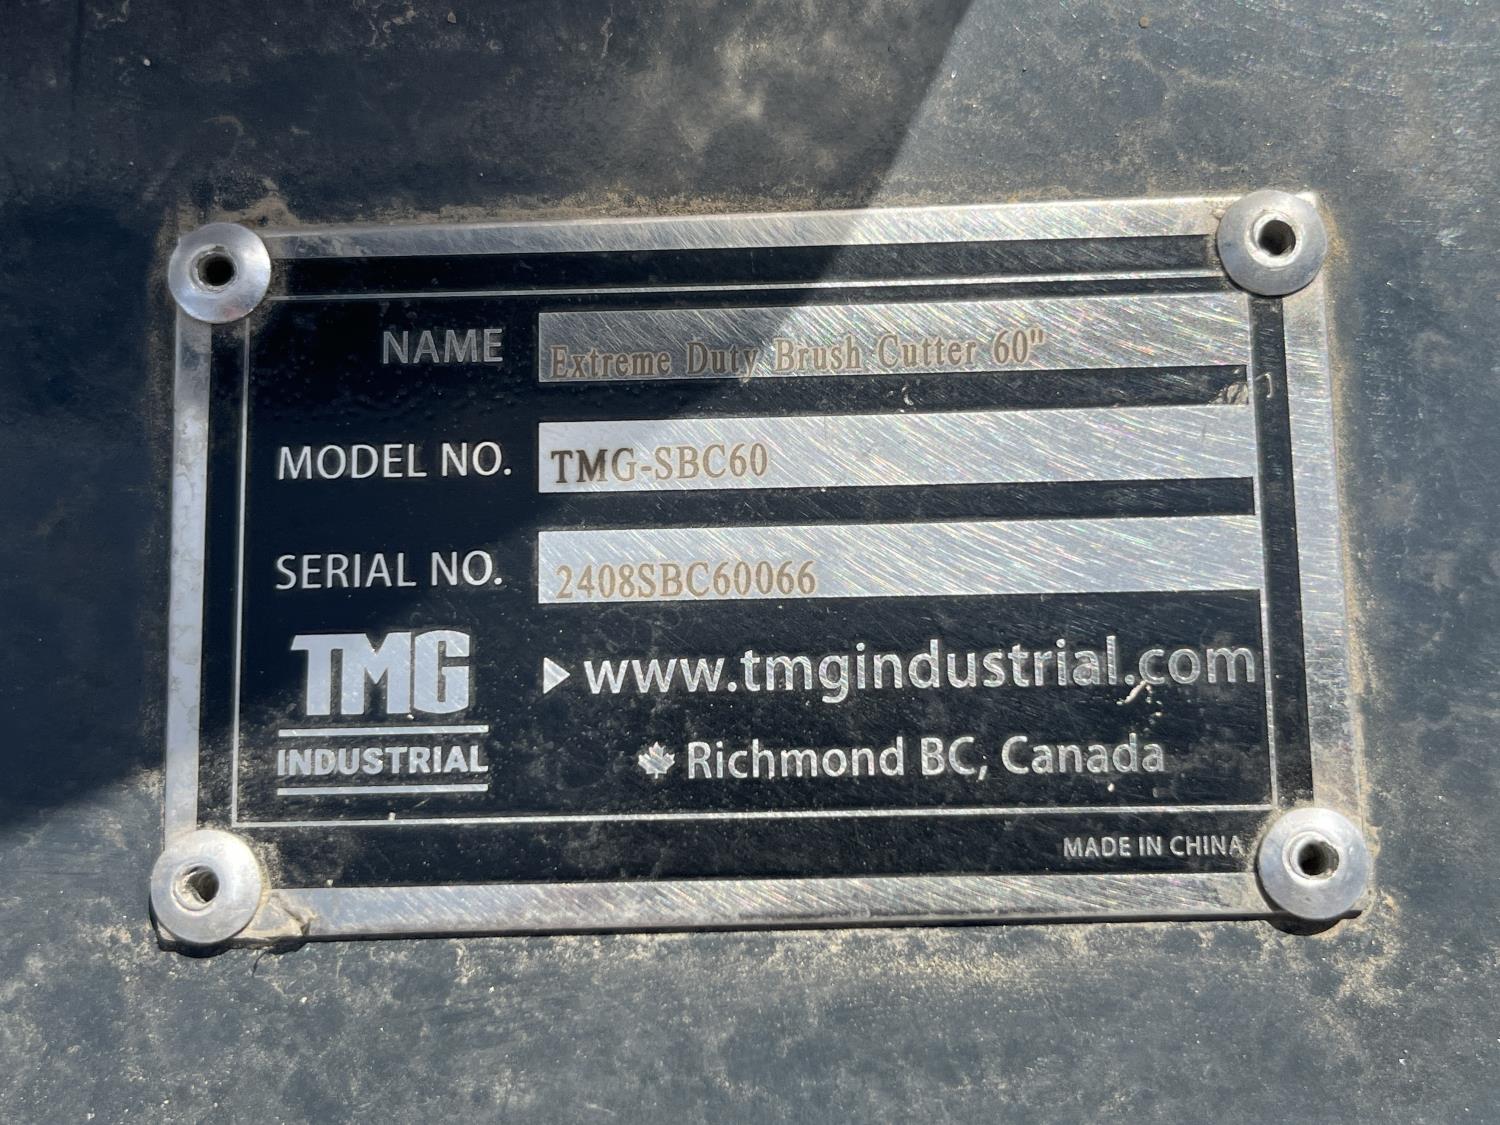 NAME Extreme Duty Brush Cutter 60"
MODEL NO. TMG-SBC60
SERIAL NO. 2408SBC60066
TMG
INDUSTRIAL
www.tmgindustrial.com
Richmond BC, Canada
MADE IN CHINA